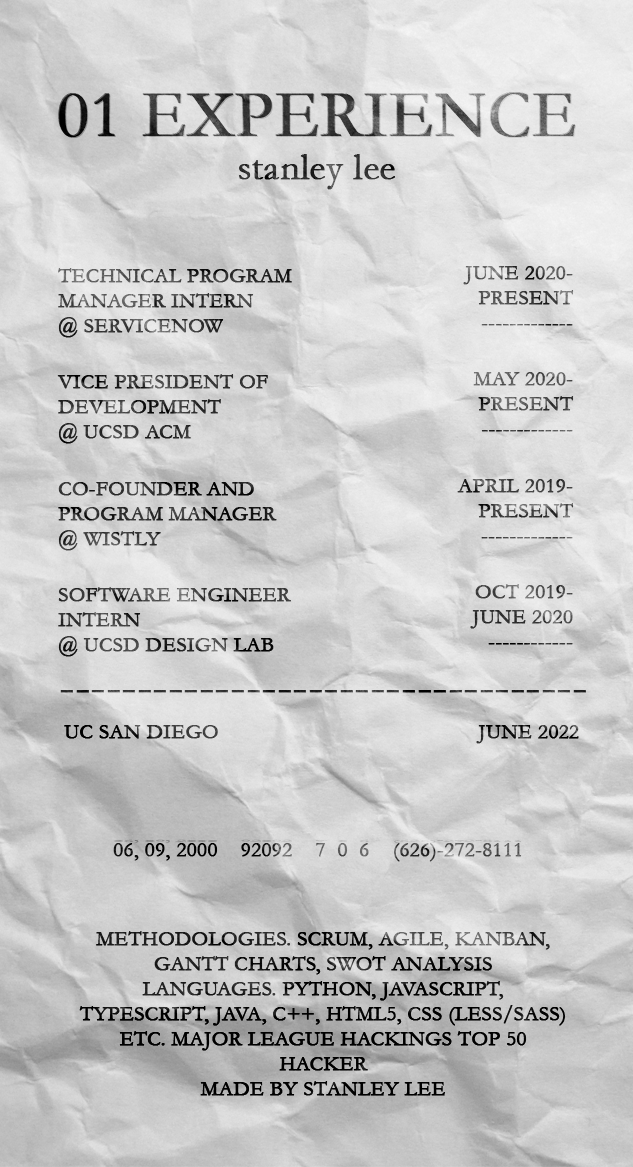 01 EXPERIENCE
stanley lee
TECHNICAL PROGRAM
MANAGER INTERN
@ SERVICENOW
JUNE 2020-
PRESENT
-------------
VICE PRESIDENT OF
DEVELOPMENT
@ UCSD ACM
MAY 2020-
PRESENT
-------------
CO-FOUNDER AND
PROGRAM MANAGER
@ WISTLY
APRIL 2019-
PRESENT
-------------
SOFTWARE ENGINEER
INTERN
@ UCSD DESIGN LAB
OCT 2019-
JUNE 2020
------------
UC SAN DIEGO JUNE 2022
06, 09, 2000 92092 7 0 6 (626)-272-8111
METHODOLOGIES. SCRUM, AGILE, KANBAN,
GANTT CHARTS, SWOT ANALYSIS
LANGUAGES. PYTHON, JAVASCRIPT,
TYPESCRIPT, JAVA, C++, HTML5, CSS (LESS/SASS)
ETC. MAJOR LEAGUE HACKINGS TOP 50
HACKER
MADE BY STANLEY LEE